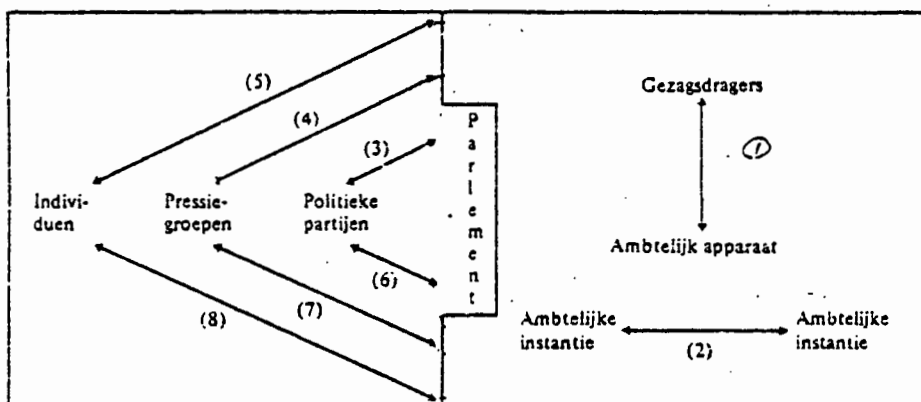 (5)
(4)
(3)
Gezagsdragers
1
Indivi-
duen
Pressie-
groepen
Politieke
partijen
Parlement
Ambtelijk apparaat
(6)
(7)
(8)
Ambtelijke
instantie
(2)
Ambtelijke
instantie